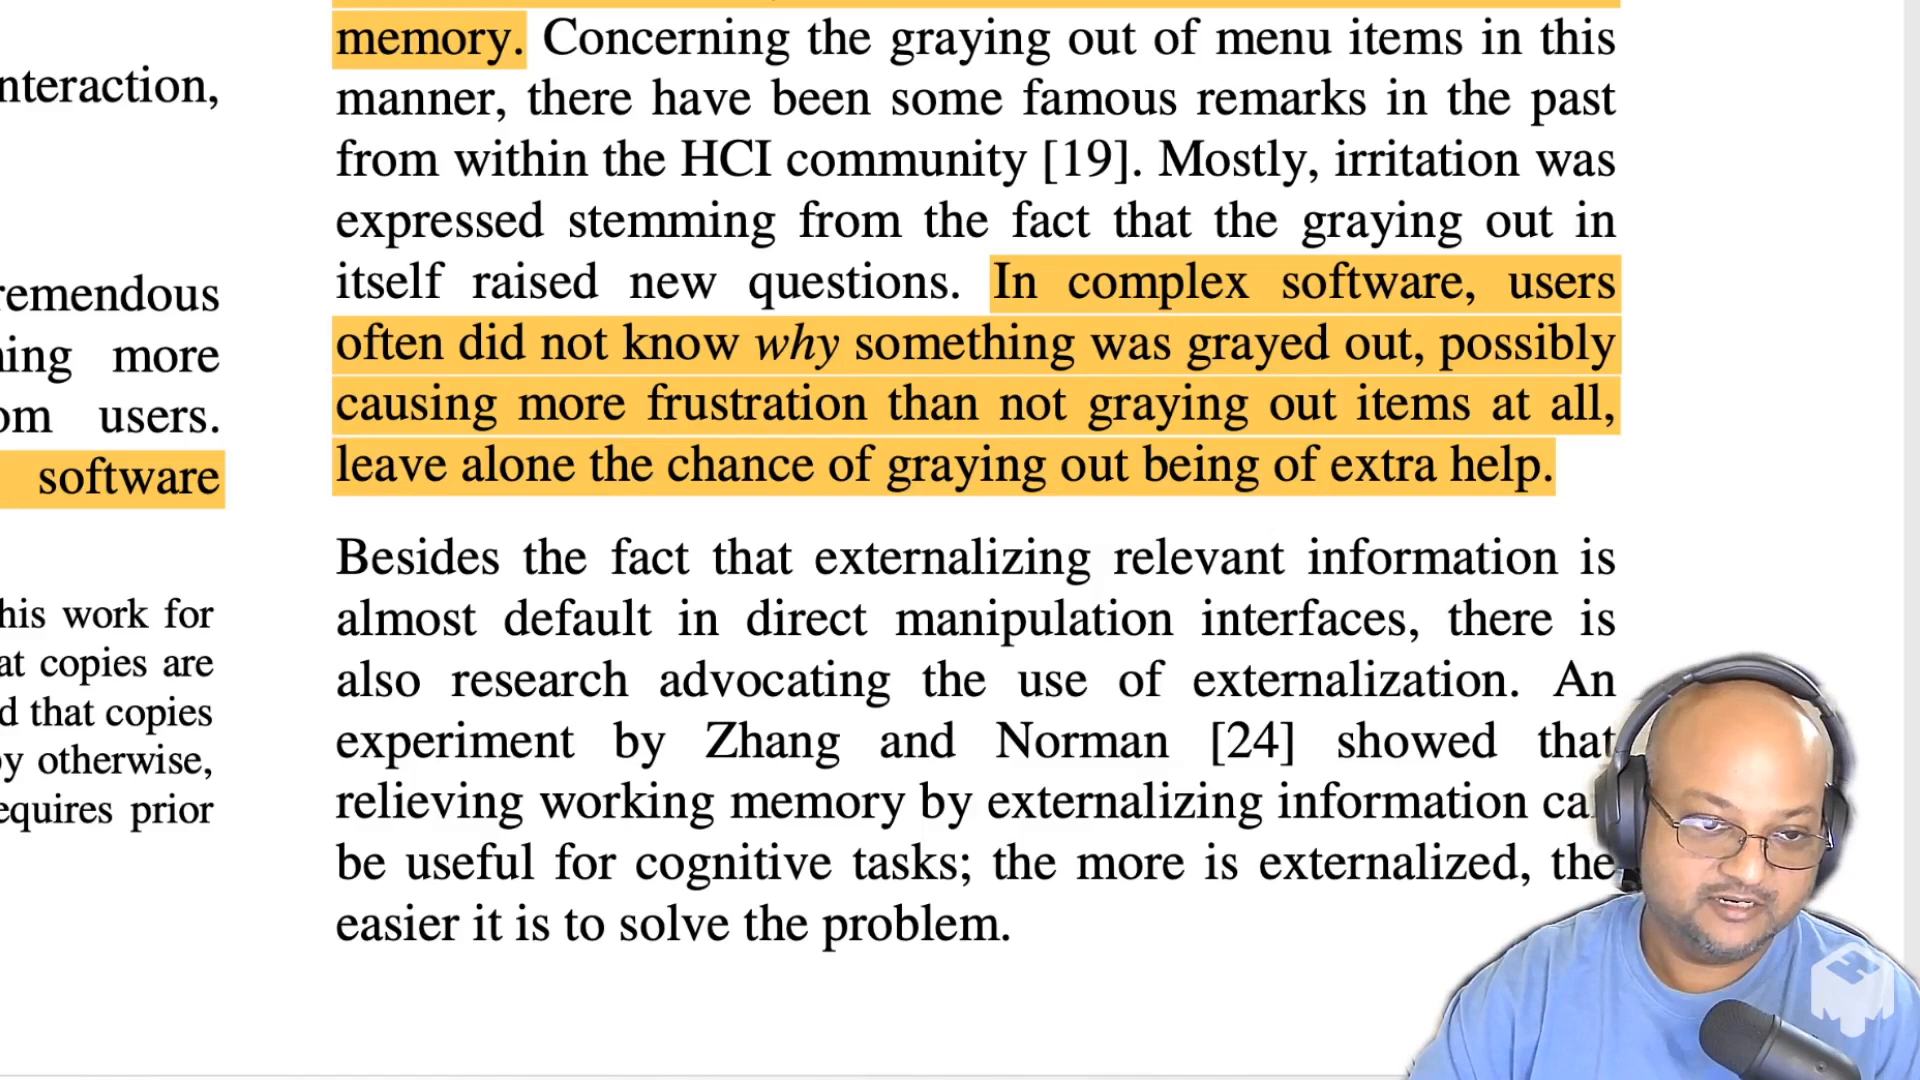 nteraction,
remendous
ning more
om users.
software
his work for
at copies are
d that copies
by otherwise,
equires prior
memory. Concerning the graying out of menu items in this
manner, there have been some famous remarks in the past
from within the HCI community [19]. Mostly, irritation was
expressed stemming from the fact that the graying out in
itself raised new questions. In complex software, users
often did not know why something was grayed out, possibly
causing more frustration than not graying out items at all,
leave alone the chance of graying out being of extra help.
Besides the fact that externalizing relevant information is
almost default in direct manipulation interfaces, there is
also research advocating the use of externalization. An
experiment by Zhang and Norman [24] showed that
relieving working memory by externalizing information ca
be useful for cognitive tasks; the more is externalized, the
easier it is to solve the problem.